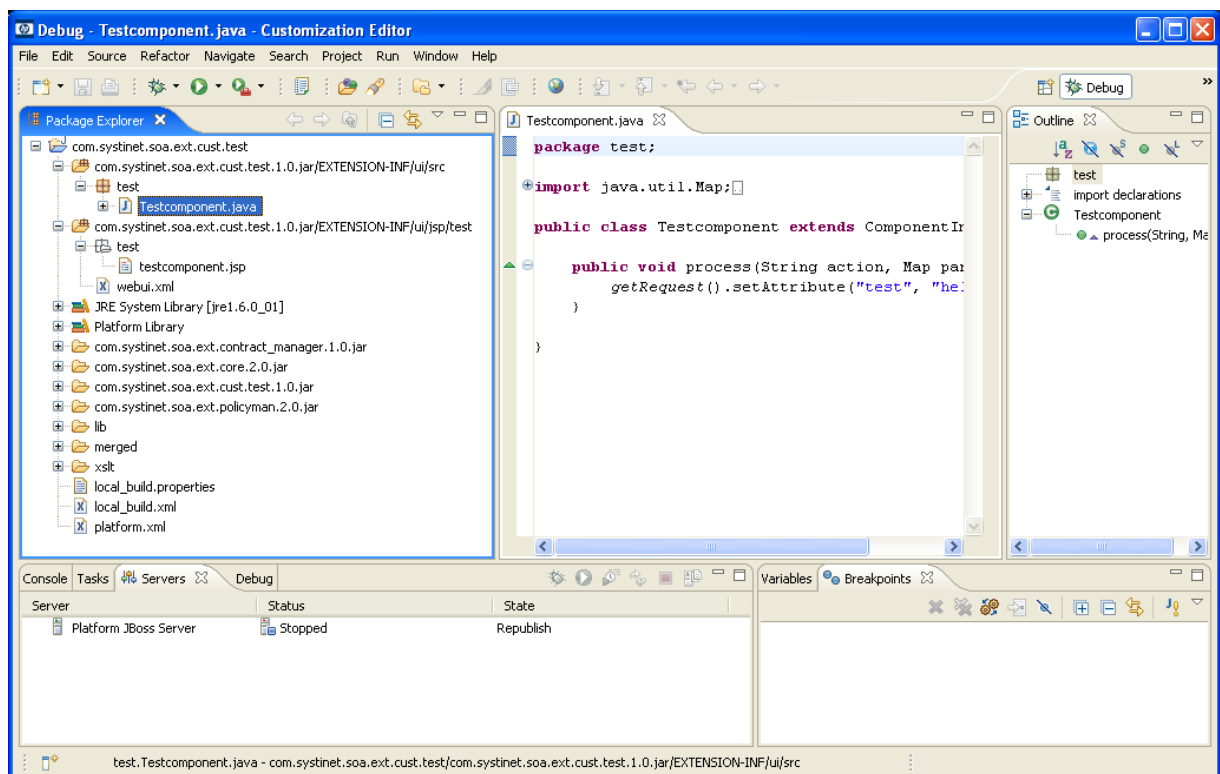 Debug - Testcomponent.java - Customization Editor
File Edit Source Refactor Navigate Search Project Run Window Help
Debug
Package Explorer
com.systinet.soa.ext.cust.test
com.systinet.soa.ext.cust.test.1.0.jar/EXTENSION-INF/ui/src
test
Testcomponent.java
com.systinet.soa.ext.cust.test.1.0.jar/EXTENSION-INF/ui/jsp/test
test
testcomponent.jsp
webui.xml
JRE System Library [jre1.6.0_01]
Platform Library
com.systinet.soa.ext.contract_manager.1.0.jar
com.systinet.soa.ext.core.2.0.jar
com.systinet.soa.ext.cust.test.1.0.jar
com.systinet.soa.ext.policyman.2.0.jar
lib
merged
xslt
local_build.properties
local_build.xml
platform.xml
Testcomponent.java
package test;
import java.util.Map;
public class Testcomponent extends ComponentIr
public void process(String action, Map par
getRequest().setAttribute("test", "hel
}
}
Outline
test
import declarations
Testcomponent
process(String, Ma
Console Tasks Servers Debug
Server Status State
Platform JBoss Server Stopped Republish
Variables Breakpoints
test.Testcomponent.java - com.systinet.soa.ext.cust.test/com.systinet.soa.ext.cust.test.1.0.jar/EXTENSION-INF/ui/src